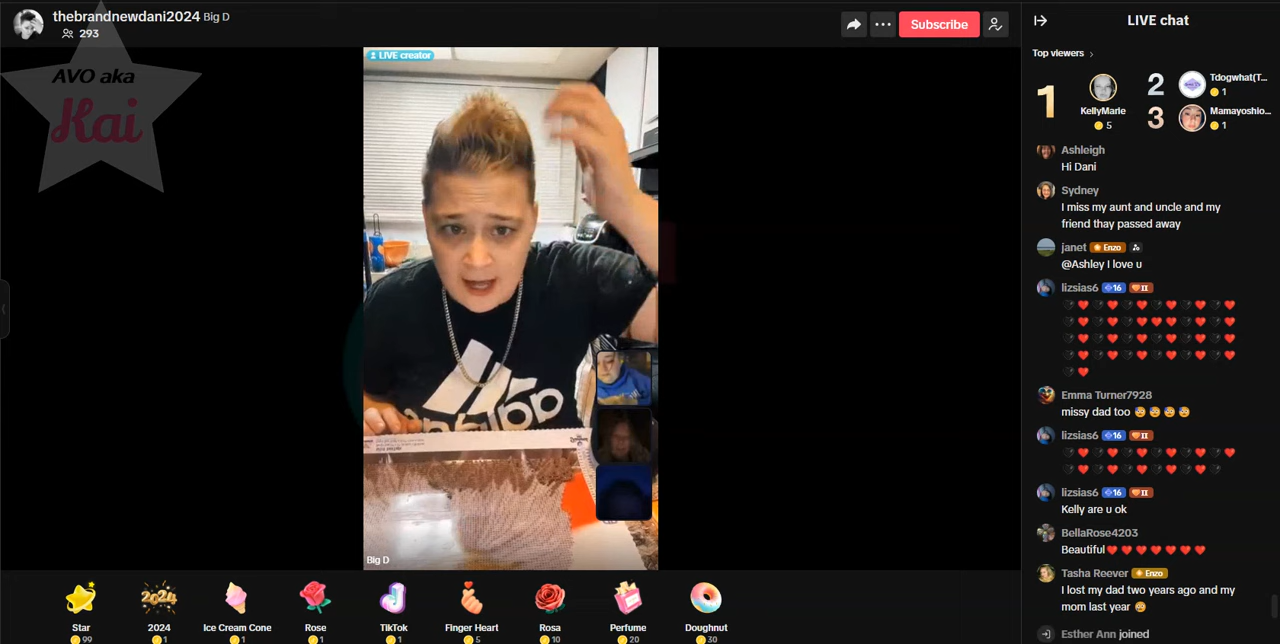 thebrandnewdani2024 Big D
293
Subscribe
AVO aka
Kai
LIVE creator
adidas
Big D
Star
99
2024
2024
1
Ice Cream Cone
1
Rose
1
TikTok
1
Finger Heart
5
Rosa
10
Perfume
20
Doughnut
30
LIVE chat
Top viewers
1
KellyMarie
5
2
Tdogwhat(T...
1
3
Mamayoshio...
1
Ashleigh
Hi Dani
Sydney
I miss my aunt and uncle and my
friend thay passed away
janet Enzo
@Ashley I love u
lizsias6 16 II
Emma Turner7928
missy dad too
lizsias6 16 II
lizsias6 16 II
Kelly are u ok
BellaRose4203
Beautiful
Tasha Reever Enzo
I lost my dad two years ago and my
mom last year
Esther Ann joined